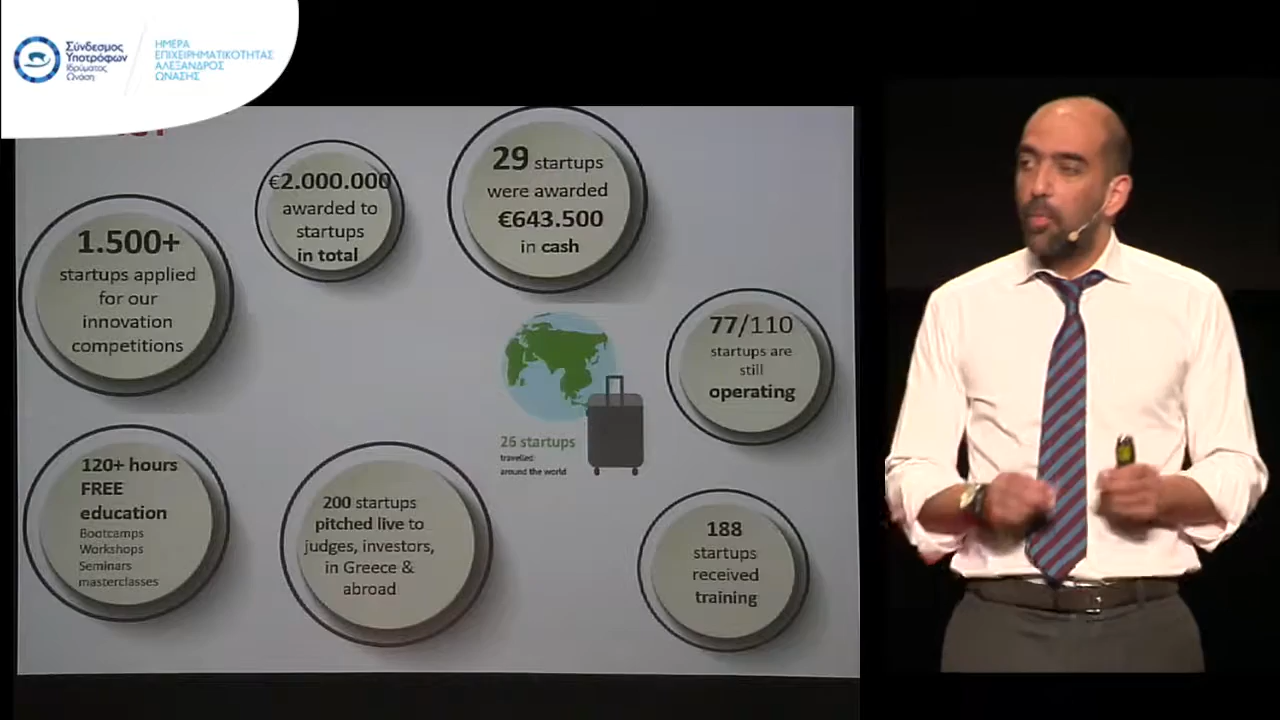 Σύνδεσμος
Υποτρόφων
Ιδρύματος
Ωνάση
ΗΜΕΡΑ
ΕΠΙΧΕΙΡΗΜΑΤΙΚΟΤΗΤΑΣ
ΑΛΕΞΑΝΔΡΟΣ
ΩΝΑΣΗΣ
1.500+
startups applied
for our
innovation
competitions
€2.000.000
awarded to
startups
in total
29 startups
were awarded
€643.500
in cash
77/110
startups are
still
operating
26 startups
travelled
around the world
120+ hours
FREE
education
Bootcamps
Workshops
Seminars
masterclasses
200 startups
pitched live to
judges, investors,
in Greece &
abroad
188
startups
received
training